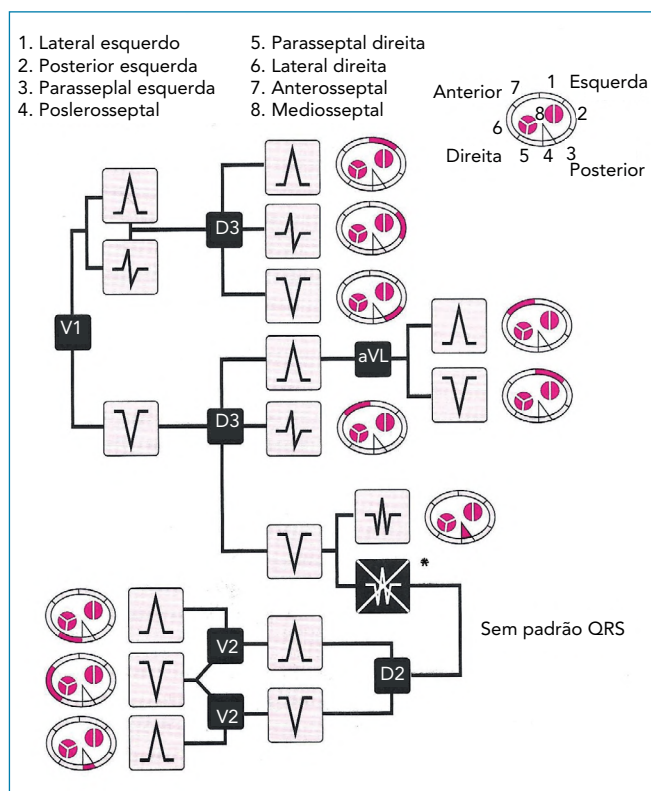 1. Lateral esquerdo
2. Posterior esquerda
3. Parasseplal esquerda
4. Poslerosseptal
5. Parasseptal direita
6. Lateral direita
7. Anterosseptal
8. Mediosseptal
7 1 Esquerda
Anterior
8 2
6
Direita 5 4 3
Posterior
D3
V1
aVL
D3
*
Sem padrão QRS
V2
D2
V2